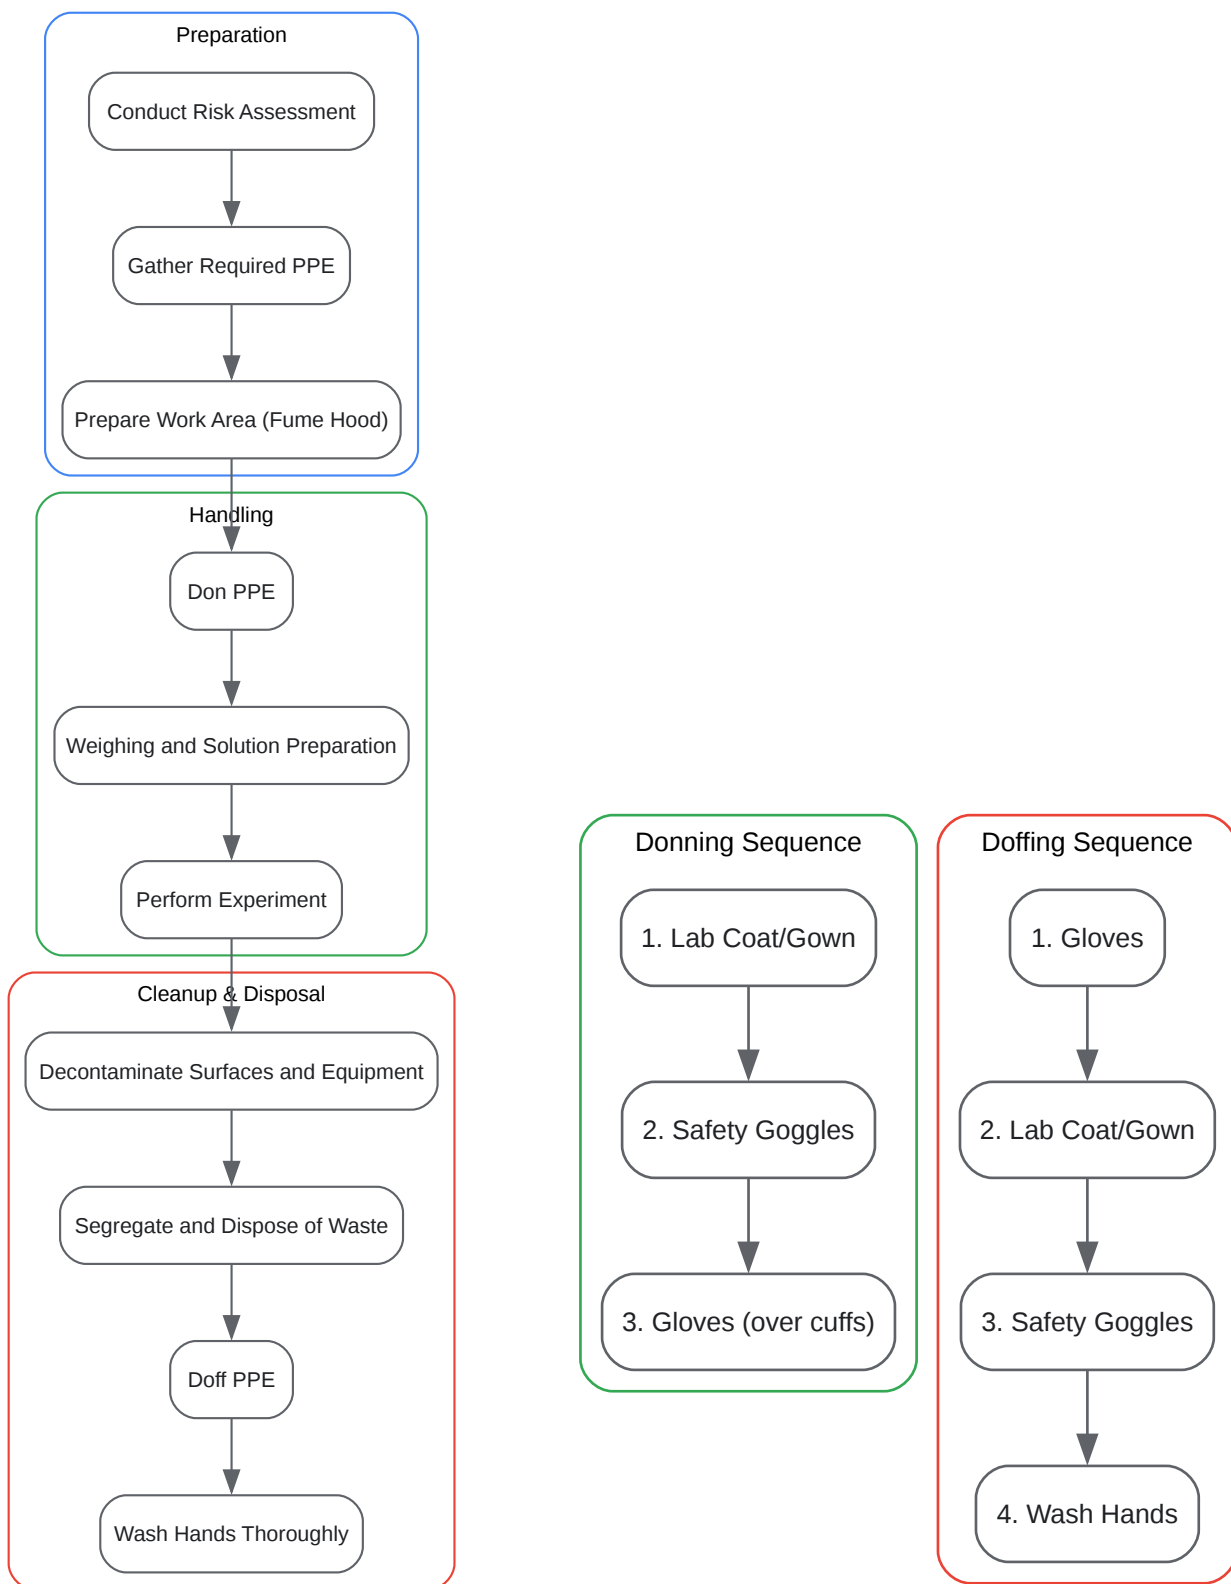 Preparation
Conduct Risk Assessment
Gather Required PPE
Prepare Work Area (Fume Hood)
Handling
Don PPE
Weighing and Solution Preparation
Perform Experiment
Cleanup & Disposal
Decontaminate Surfaces and Equipment
Segregate and Dispose of Waste
Doff PPE
Wash Hands Thoroughly
Donning Sequence
1. Lab Coat/Gown
2. Safety Goggles
3. Gloves (over cuffs)
Doffing Sequence
1. Gloves
2. Lab Coat/Gown
3. Safety Goggles
4. Wash Hands